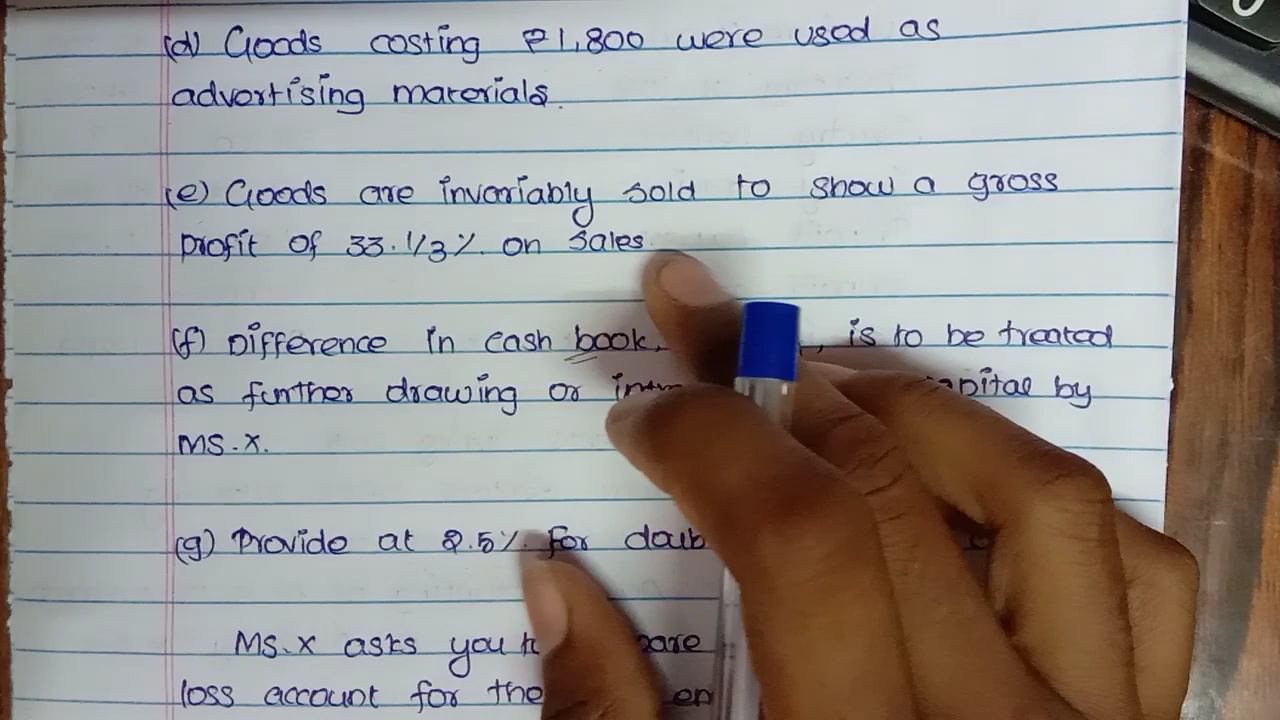 (d) Goods costing ₹1,800 were used as
advertising materials.
(e) Goods are invariably sold to show a gross
profit of 33.1/3% on sales.
(f) Difference in cash book, , is to be treated
as further drawing or by
MS.X.
(g) Provide at 2.5% for
MS.X asks you
loss account for the